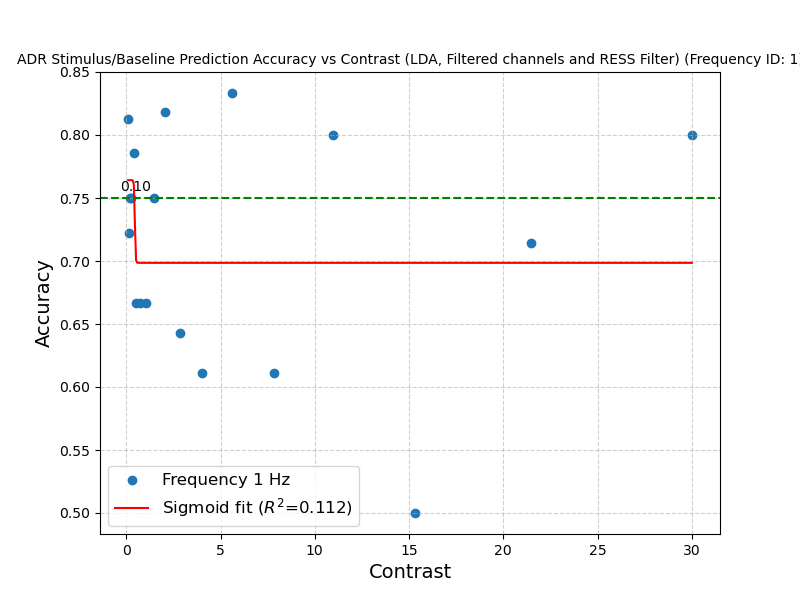 ADR Stimulus/Baseline Prediction Accuracy vs Contrast (LDA, Filtered channels and RESS Filter) (Frequency ID: 1)
0.85
0.80
0.75
0.70
0.65
0.60
0.55
0.50
Accuracy
0.10
Frequency 1 Hz
Sigmoid fit (R²=0.112)
0 5 10 15 20 25 30
Contrast